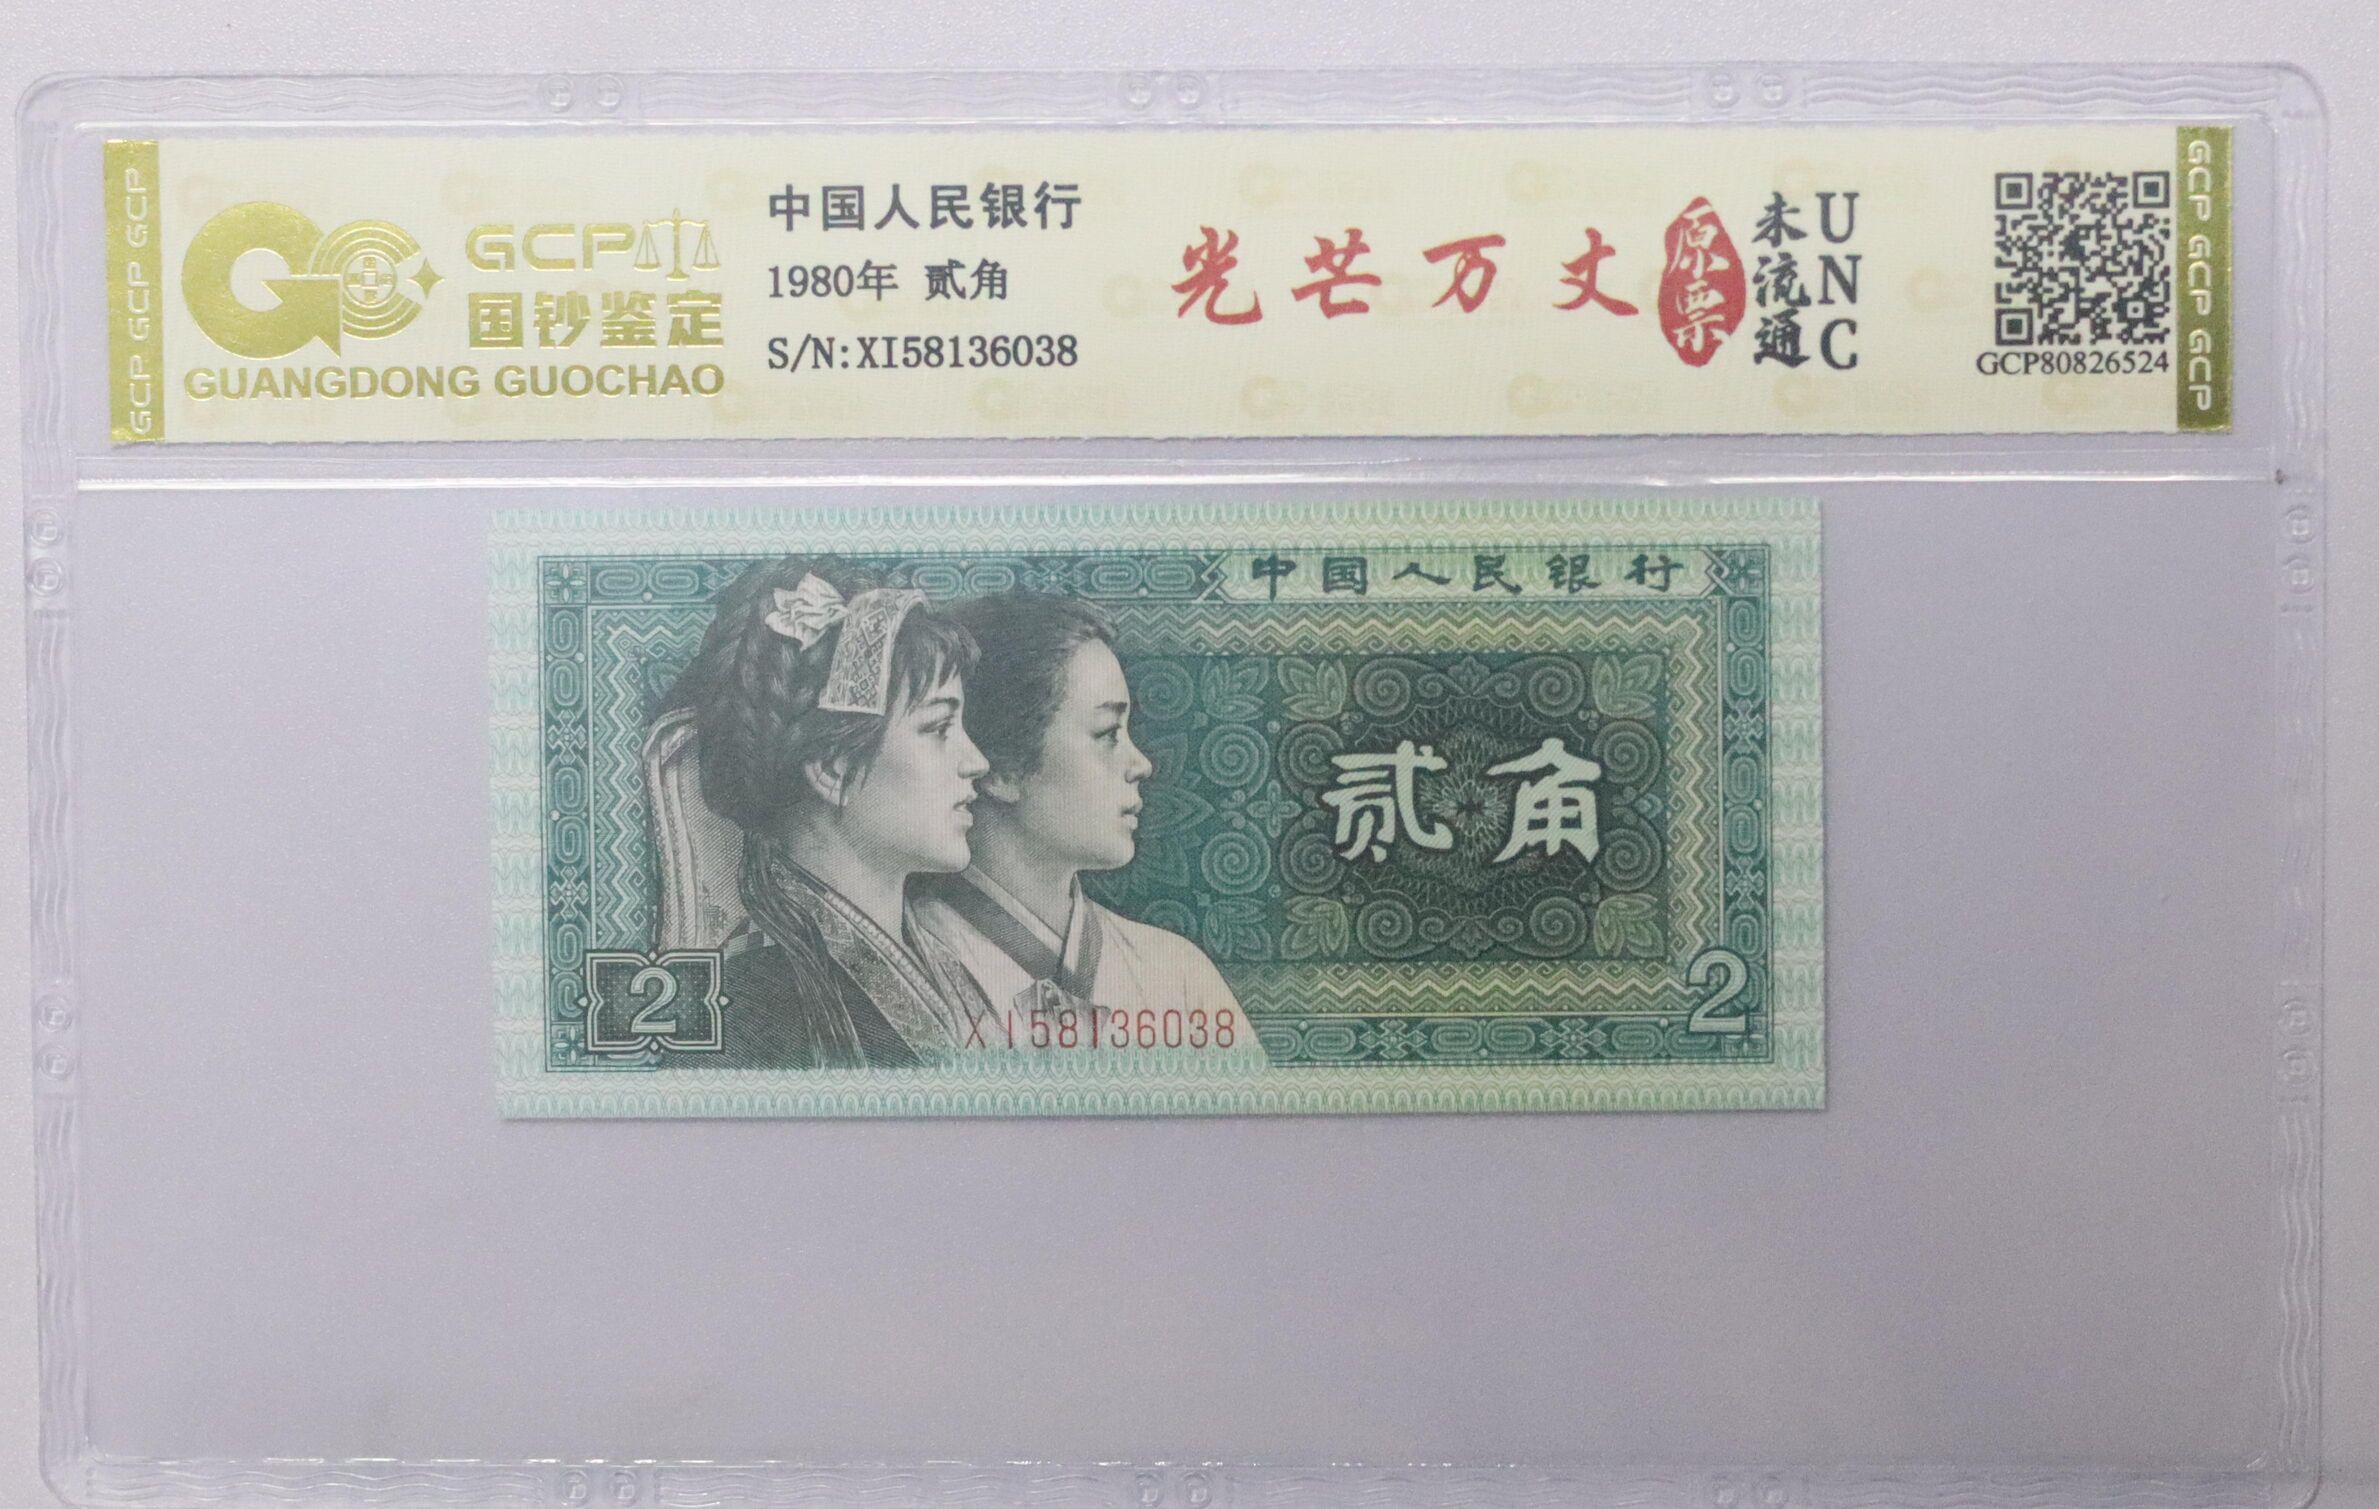 GCP GCP GCP
GCP
国钞鉴定
GUANGDONG GUOCHAO
中国人民银行
1980年 贰角
S/N:XI58136038
光芒万丈
原票
未流通
UNC
GCP80826524
GCP GCP GCP
中国人民银行
贰角
2
2
XI58136038